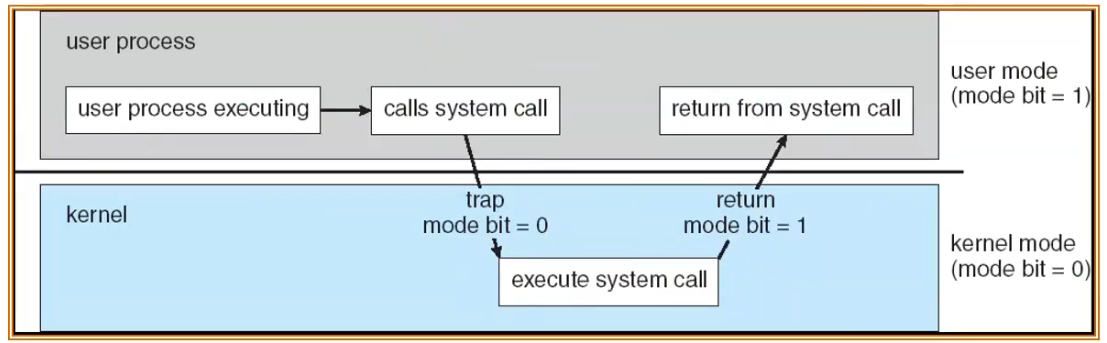 user process
user process executing
calls system call
return from system call
user mode
(mode bit = 1)
trap
mode bit = 0
return
mode bit = 1
kernel
execute system call
kernel mode
(mode bit = 0)